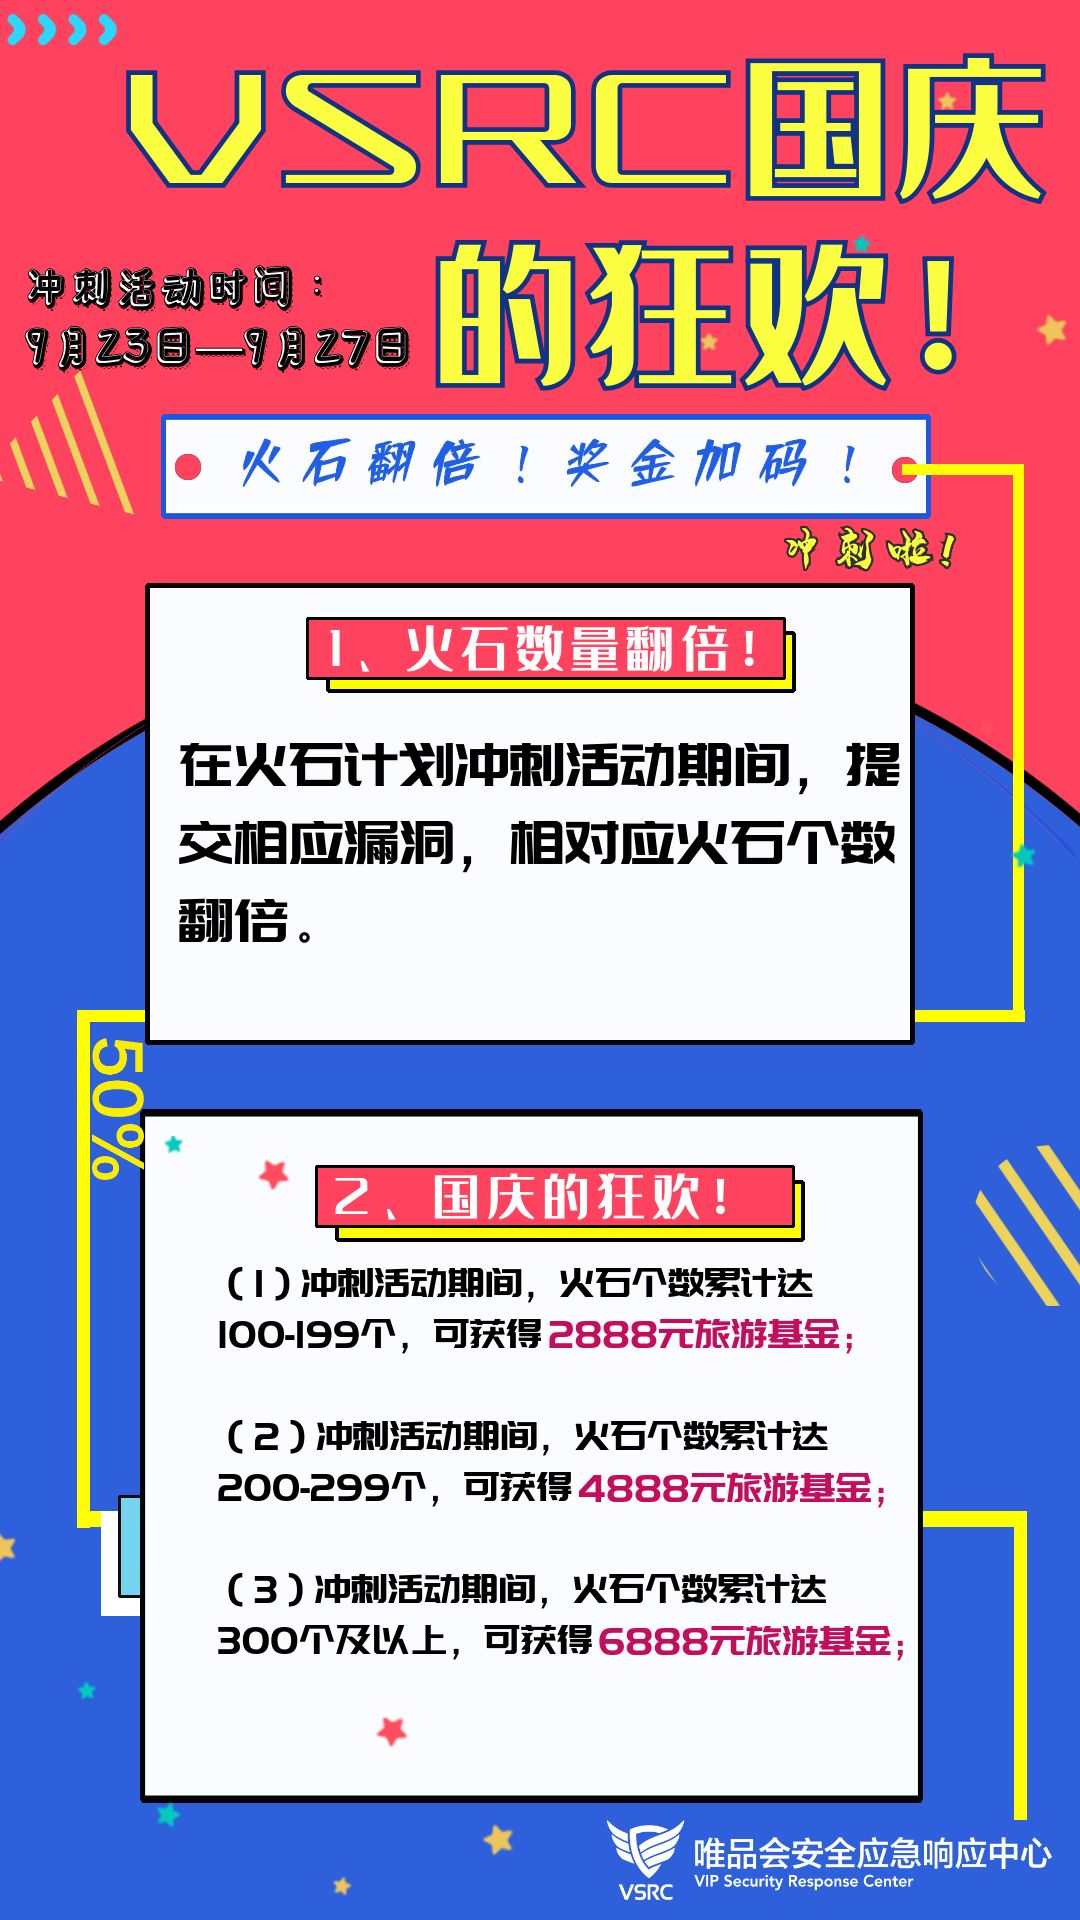 VSRC国庆
的狂欢!
冲刺活动时间：
9月23日—9月27日
火石翻倍！奖金加码！
冲刺啦!
1、火石数量翻倍!
在火石计划冲刺活动期间，提
交相应漏洞，相对应火石个数
翻倍。
50%
2、国庆的狂欢!
（1）冲刺活动期间，火石个数累计达
100-199个，可获得2888元旅游基金；
（2）冲刺活动期间，火石个数累计达
200-299个，可获得4888元旅游基金；
（3）冲刺活动期间，火石个数累计达
300个及以上，可获得6888元旅游基金；
唯品会安全应急响应中心
VIP Security Response Center
VSRC